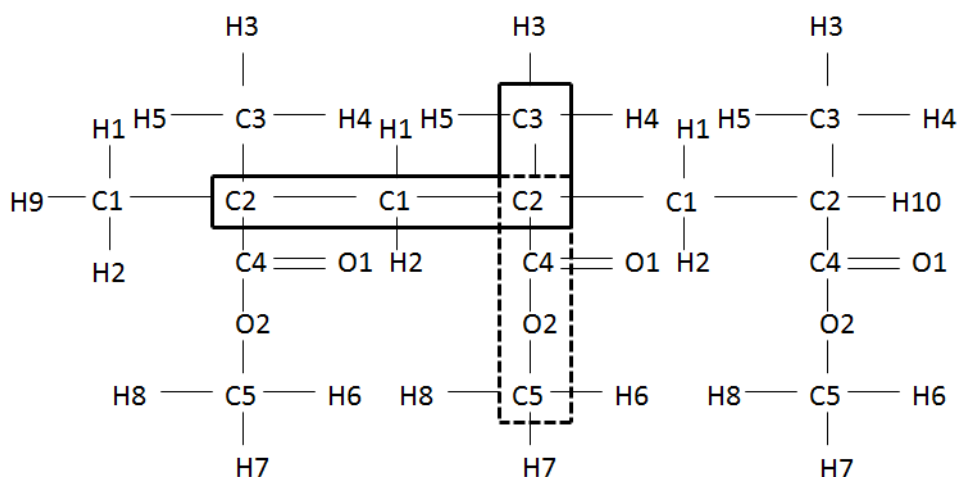 H3 H3 H3
H5 C3 H4 H5 C3 H4 H5 C3 H4
H1 H1 H1
H9 C1 C2 C1 C2 C1 C2 H10
H2 C4 O1 H2 C4 O1 H2 C4 O1
O2 O2 O2
H8 C5 H6 H8 C5 H6 H8 C5 H6
H7 H7 H7